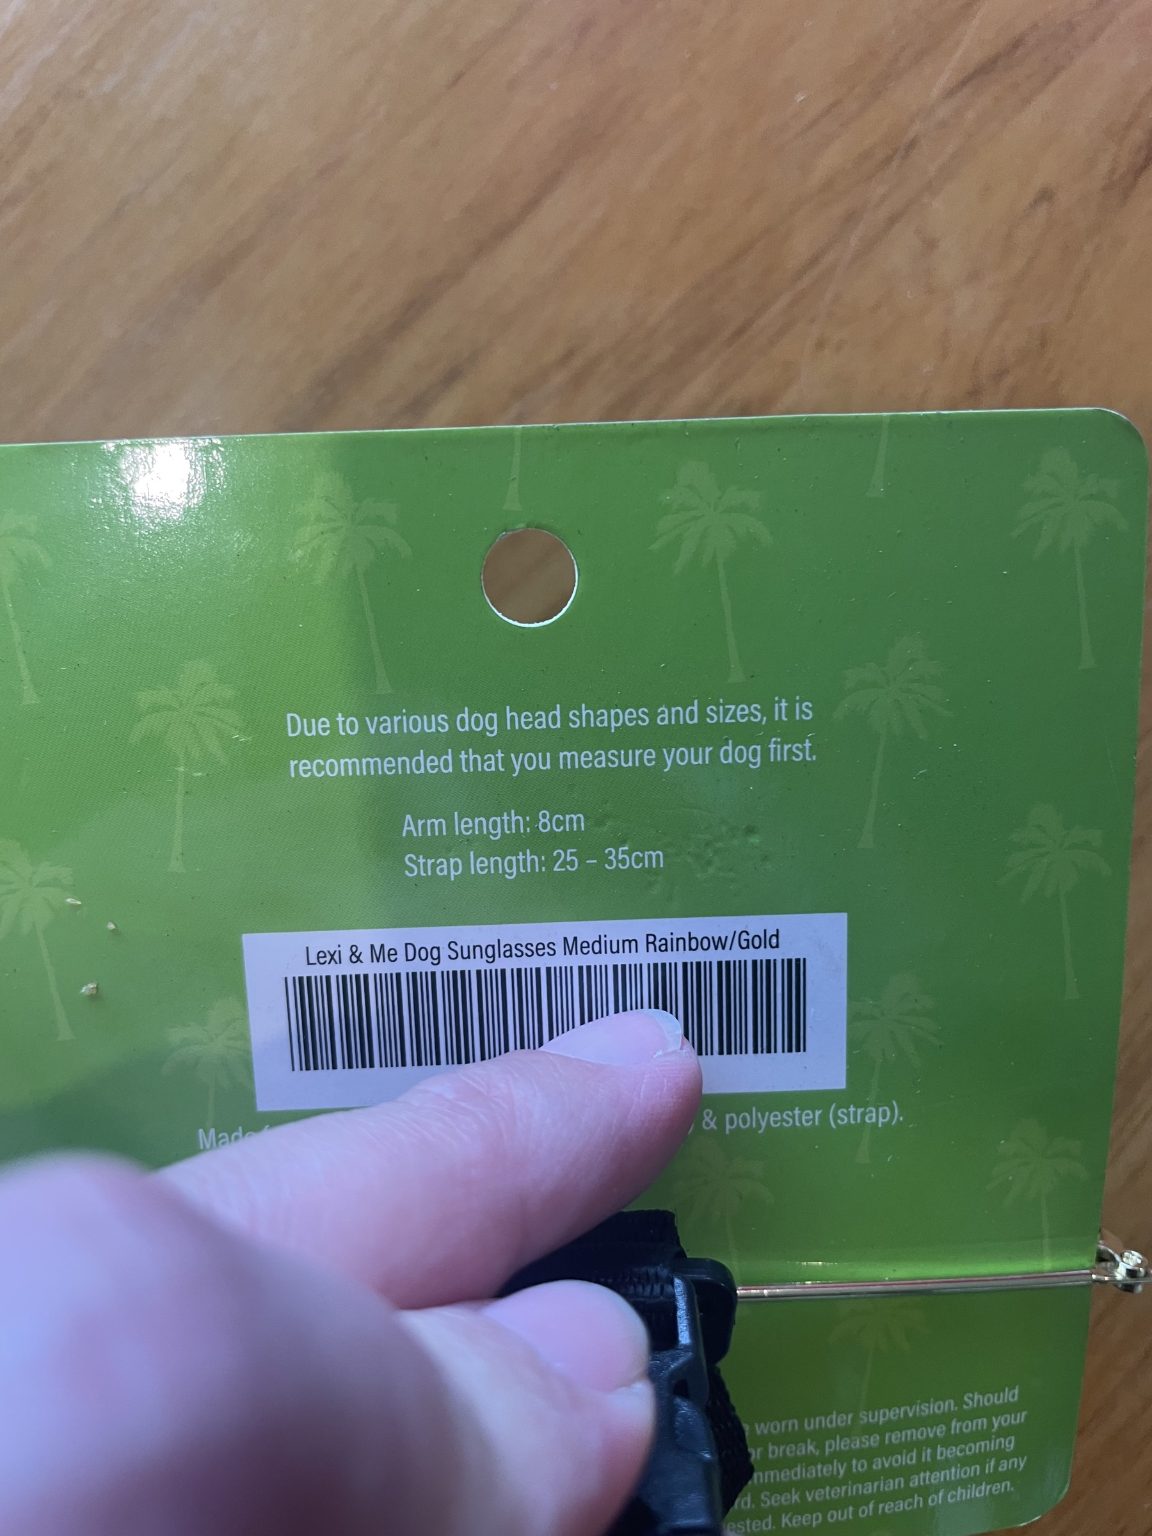 Due to various dog head shapes and sizes, it is
recommended that you measure your dog first.
Arm length: 8cm
Strap length: 25 – 35cm
Lexi & Me Dog Sunglasses Medium Rainbow/Gold
Made & polyester (strap).
worn under supervision. Should
or break, please remove from your
immediately to avoid it becoming
Seek veterinarian attention if any
Keep out of reach of children.